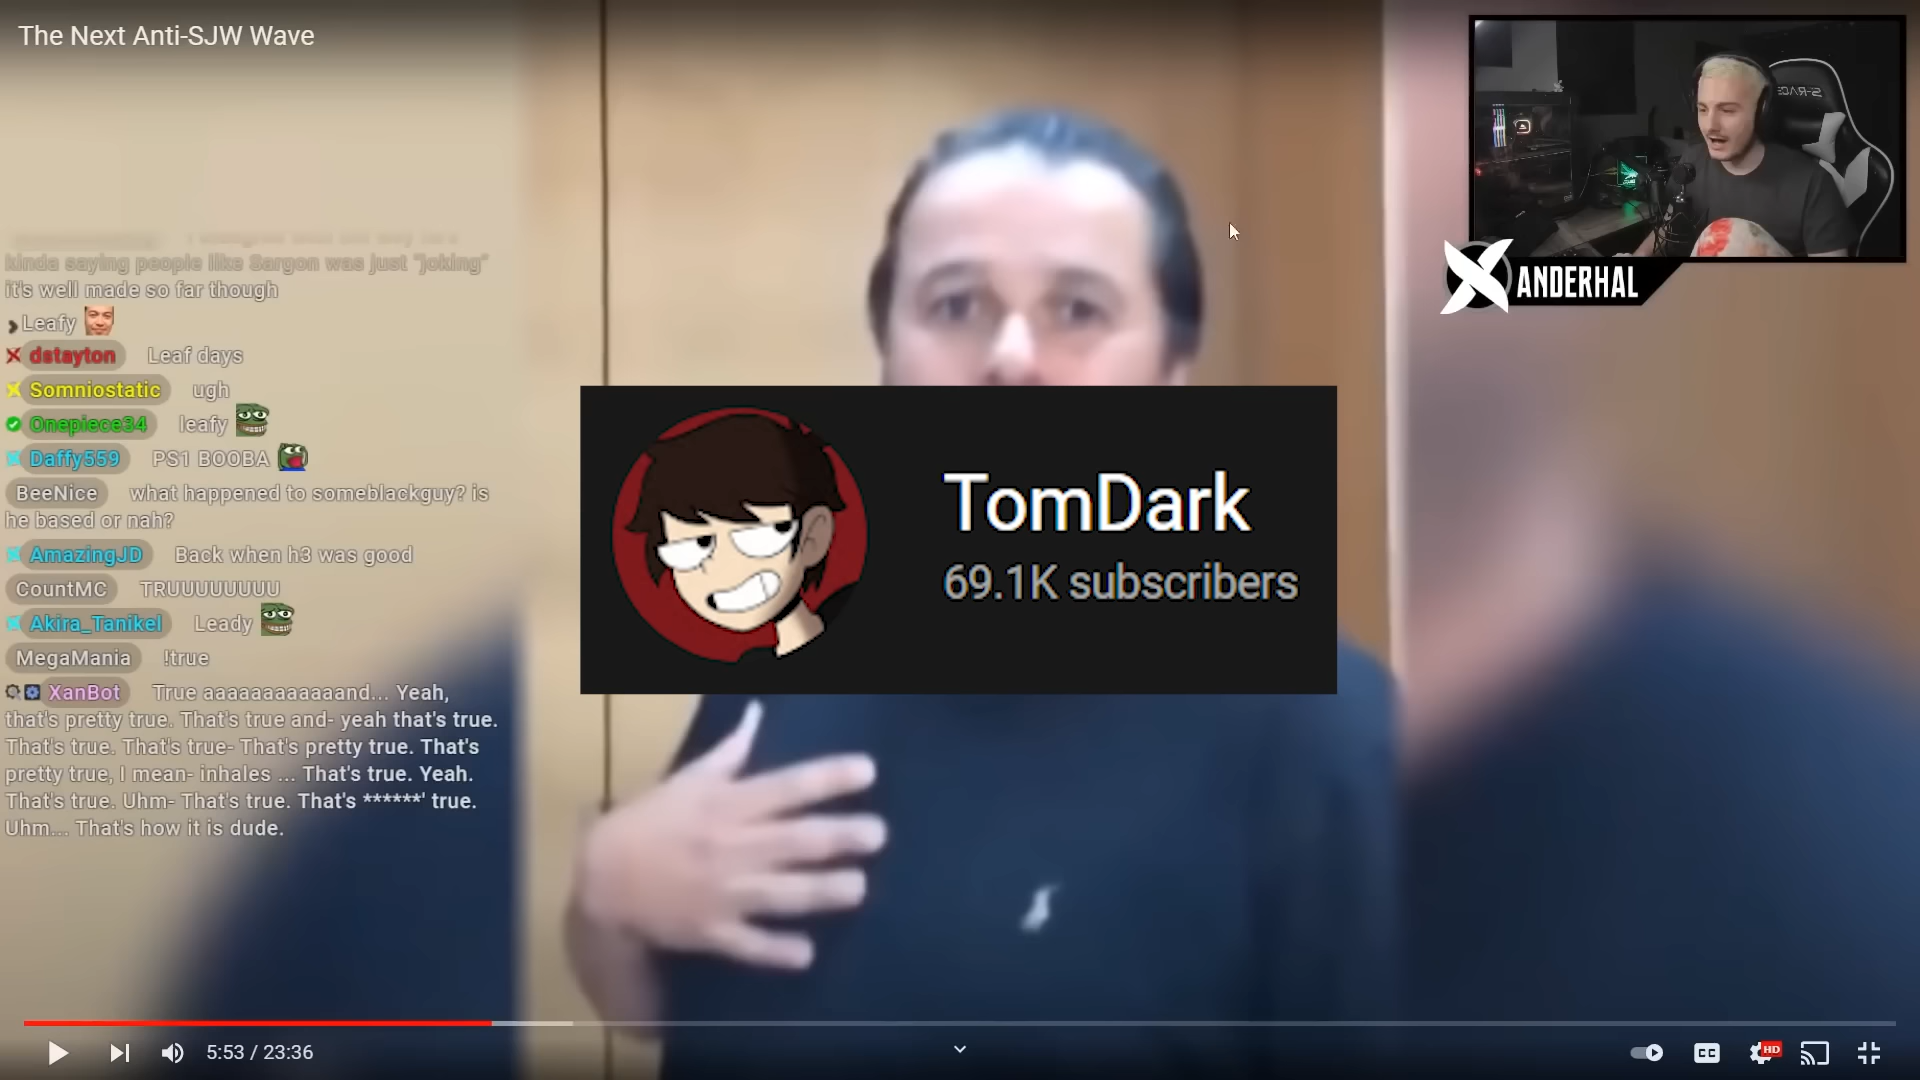 The Next Anti-SJW Wave
kinda saying people like Sargon was just "joking"
it's well made so far though
Leafy
dstayton Leaf days
Somniostatic ugh
Onepiece34 leafy
Daffy559 PS1 BOOBA
BeeNice what happened to someblackguy? is
he based or nah?
AmazingJD Back when h3 was good
CountMC TRUUUUUUUU
Akira_Tanikel Leady
MegaMania !true
XanBot True aaaaaaaaaaaand... Yeah,
that's pretty true. That's true and- yeah that's true.
That's true. That's true- That's pretty true. That's
pretty true, I mean- inhales ... That's true. Yeah.
That's true. Uhm- That's true. That's ******' true.
Uhm... That's how it is dude.
TomDark
69.1K subscribers
XANDERHAL
5:53 / 23:36
CC
HD